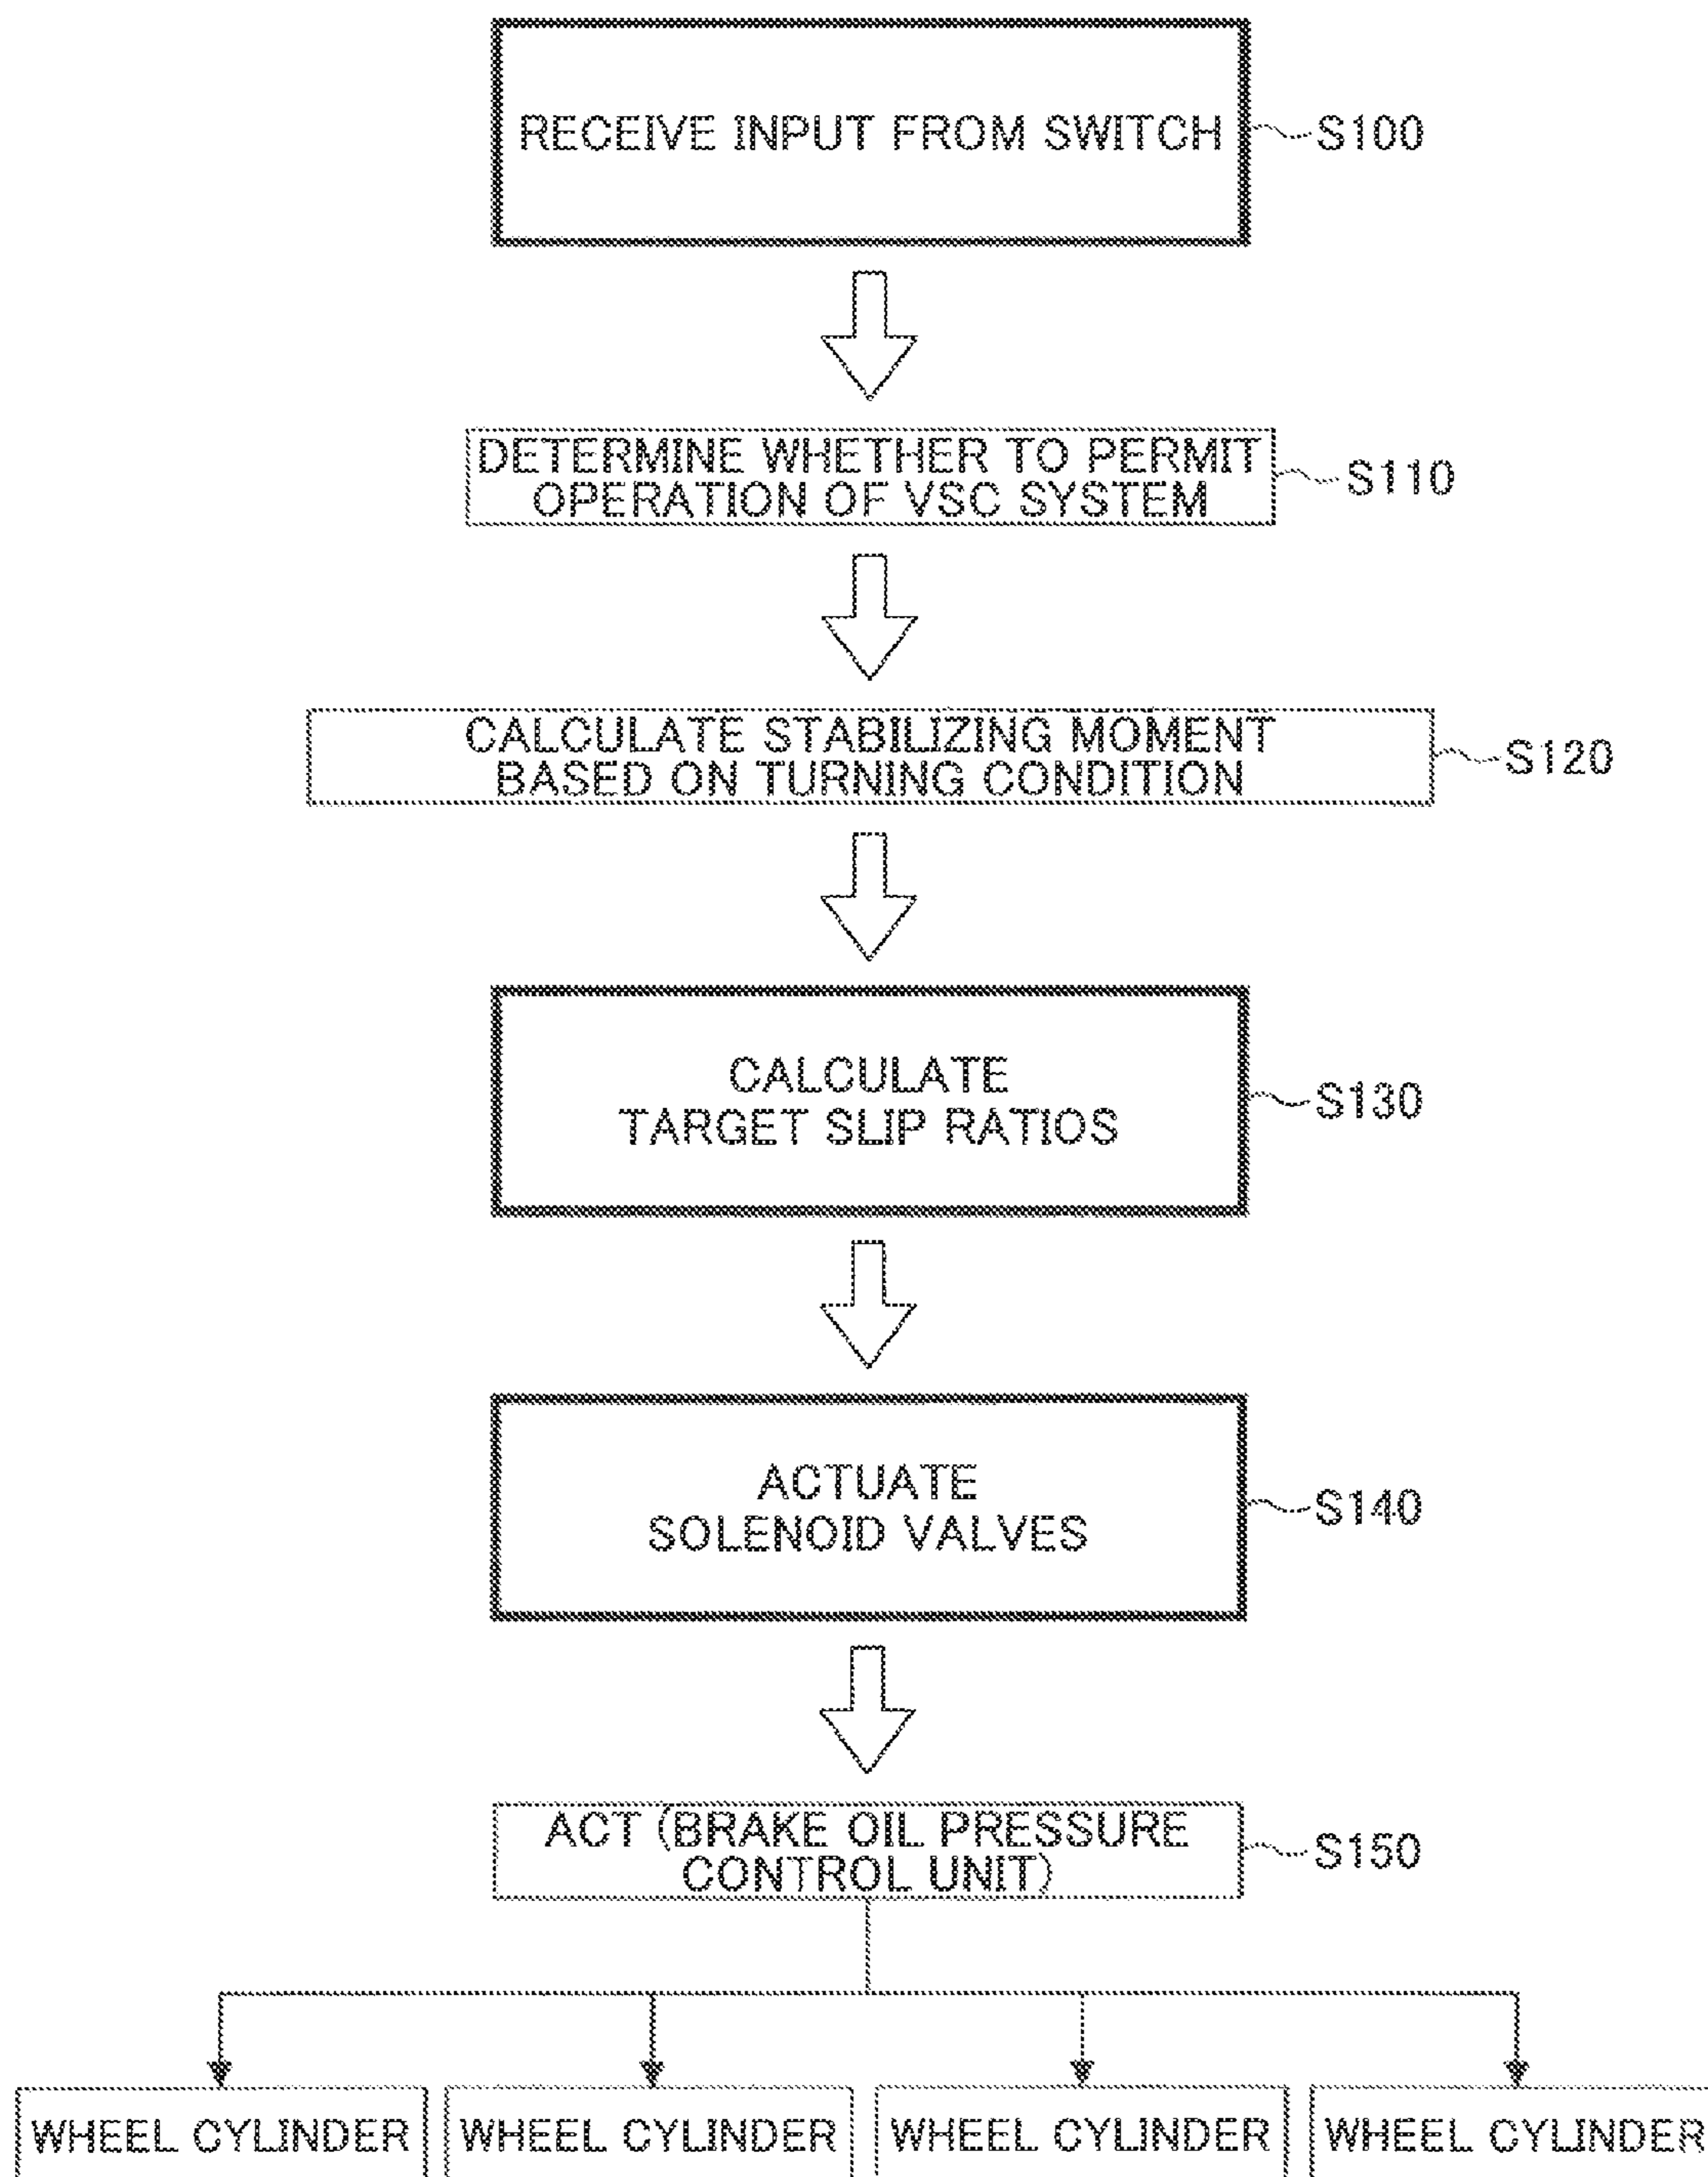 RECEIVE INPUT FROM SWITCH
S100
DETERMINE WHETHER TO PERMIT
OPERATION OF VSC SYSTEM
S110
CALCULATE STABILIZING MOMENT
BASED ON TURNING CONDITION
S120
CALCULATE
TARGET SLIP RATIOS
S130
ACTUATE
SOLENOID VALVES
S140
ACT (BRAKE OIL PRESSURE
CONTROL UNIT)
S150
WHEEL CYLINDER
WHEEL CYLINDER
WHEEL CYLINDER
WHEEL CYLINDER